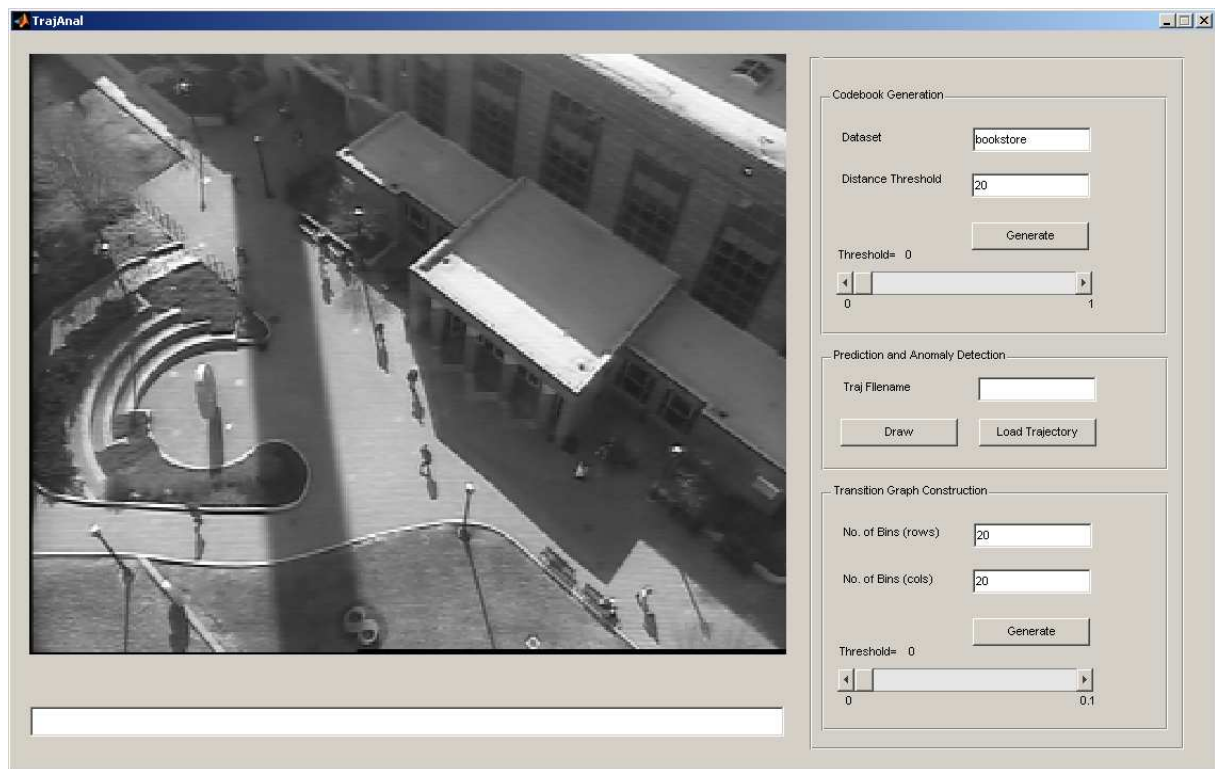 TrajAnal
Codebook Generation
Dataset bookstore
Distance Threshold 20
Generate
Threshold= 0
0 1
Prediction and Anomaly Detection
Traj FIlename
Draw Load Trajectory
Transition Graph Construction
No. of Bins (rows) 20
No. of Bins (cols) 20
Generate
Threshold= 0
0 0.1